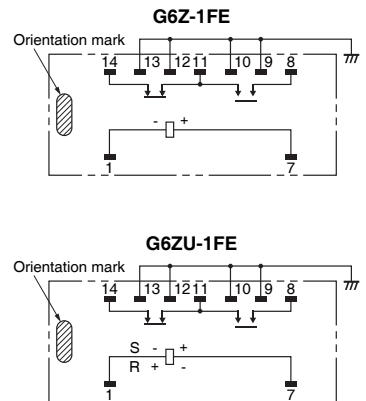 G6Z-1FE
Orientation mark
14 13 12 11 10 9 8
- +
1 7
G6ZU-1FE
Orientation mark
14 13 12 11 10 9 8
S - +
R + -
1 7